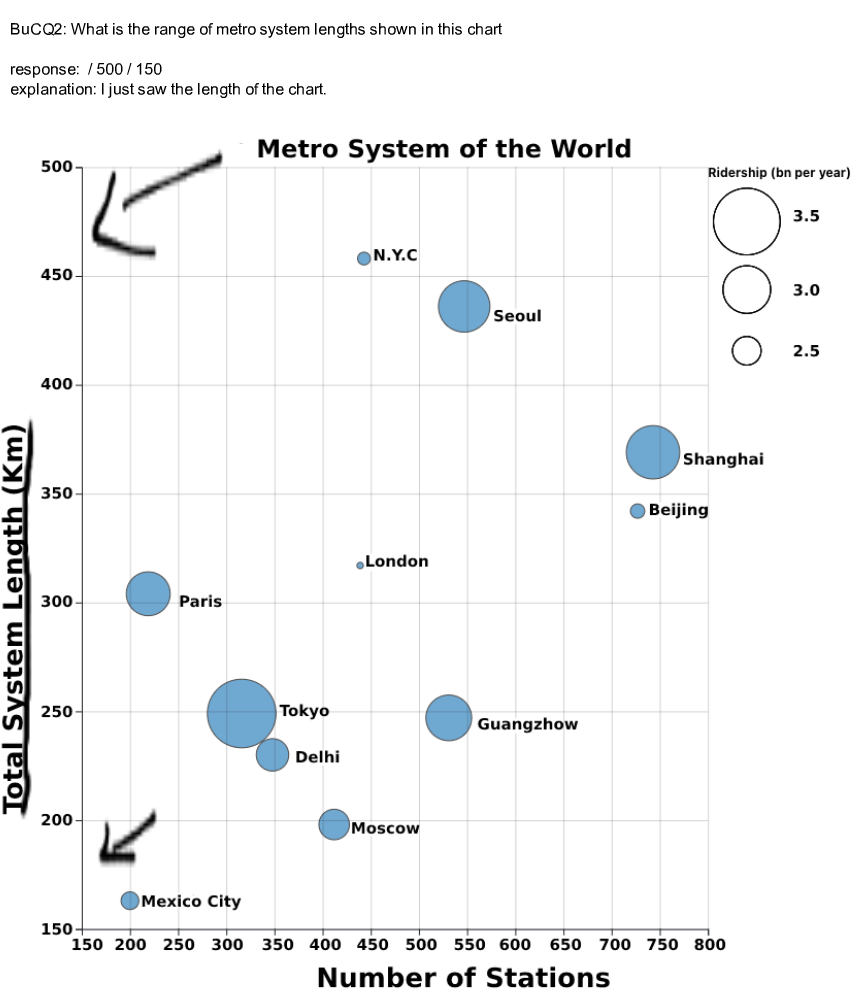 BuCQ2: What is the range of metro system lengths shown in this chart
response:  / 500 / 150
explanation: I just saw the length of the chart.
Metro System of the World
Ridership (bn per year)
3.5
3.0
2.5
Total System Length (Km)
500
450
400
350
300
250
200
150
N.Y.C
Seoul
Shanghai
Beijing
London
Paris
Tokyo
Guangzhow
Delhi
Moscow
Mexico City
150 200 250 300 350 400 450 500 550 600 650 700 750 800
Number of Stations